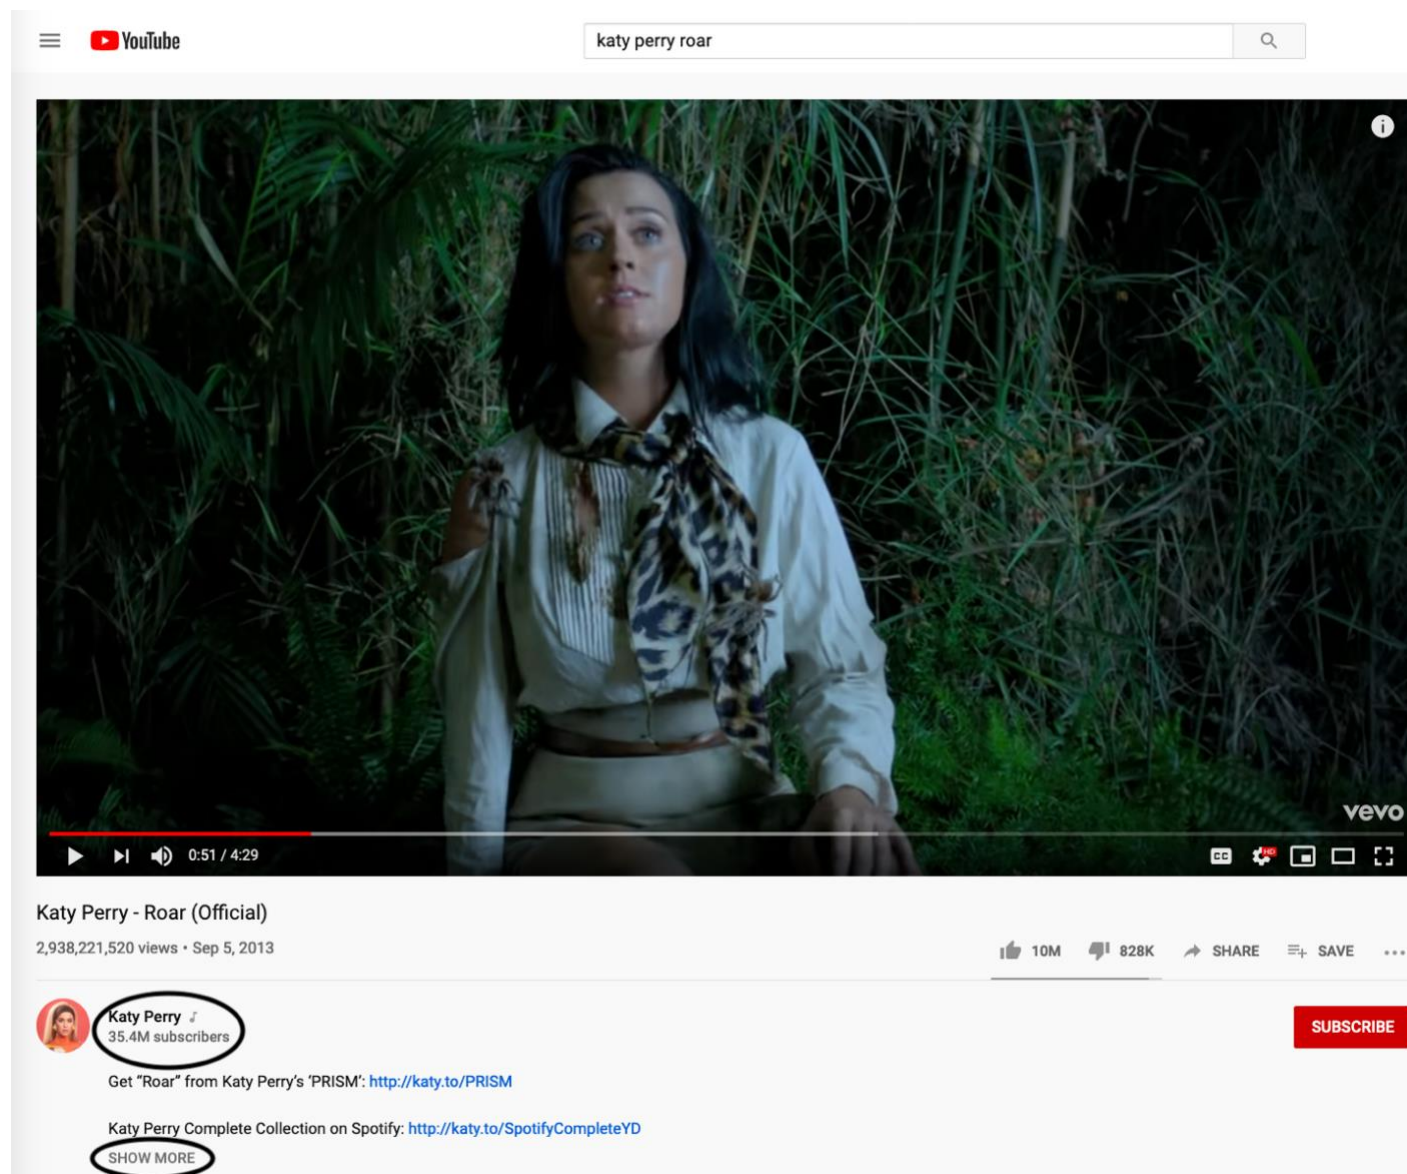 YouTube
katy perry roar
vevo
0:51 / 4:29
CC HD
Katy Perry - Roar (Official)
2,938,221,520 views • Sep 5, 2013
10M 828K SHARE SAVE
Katy Perry
35.4M subscribers
SUBSCRIBE
Get “Roar” from Katy Perry’s ‘PRISM’: http://katy.to/PRISM
Katy Perry Complete Collection on Spotify: http://katy.to/SpotifyCompleteYD
SHOW MORE